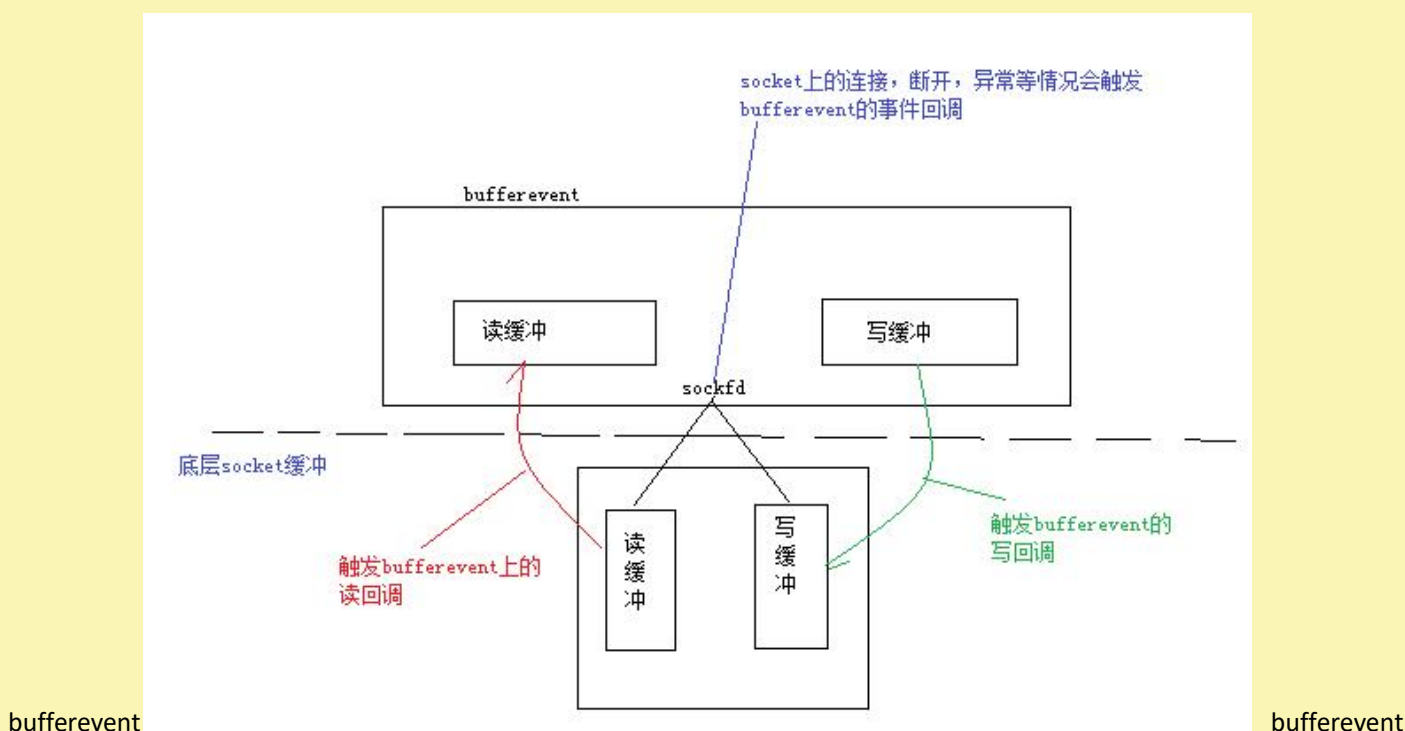 socket上的连接，断开，异常等情况会触发
bufferevent的事件回调
bufferevent
读缓冲
写缓冲
sockfd
底层socket缓冲
读
缓
冲
写
缓
冲
触发bufferevent的
写回调
触发bufferevent上的
读回调
bufferevent
bufferevent